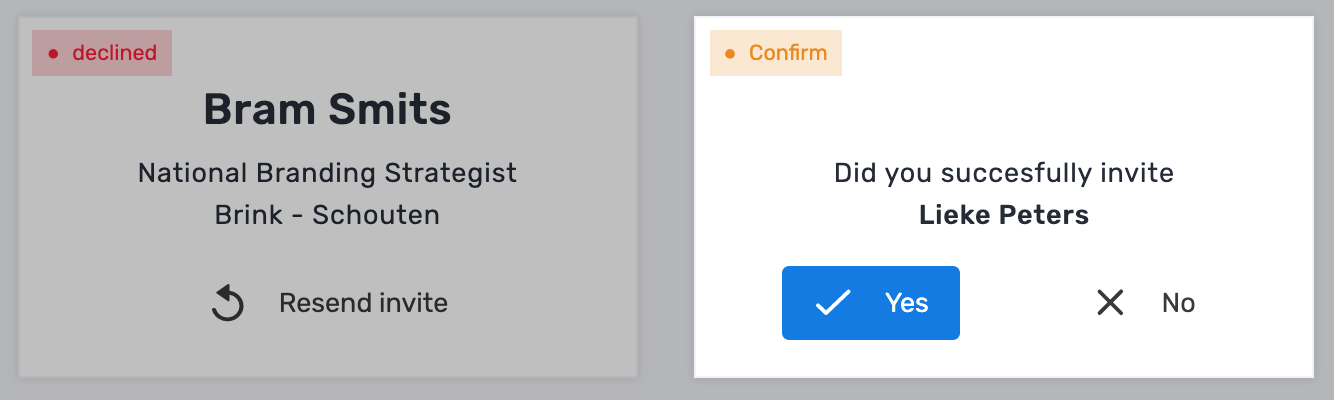 declined
Bram Smits
National Branding Strategist
Brink - Schouten
Resend invite
Confirm
Did you succesfully invite
Lieke Peters
Yes
No